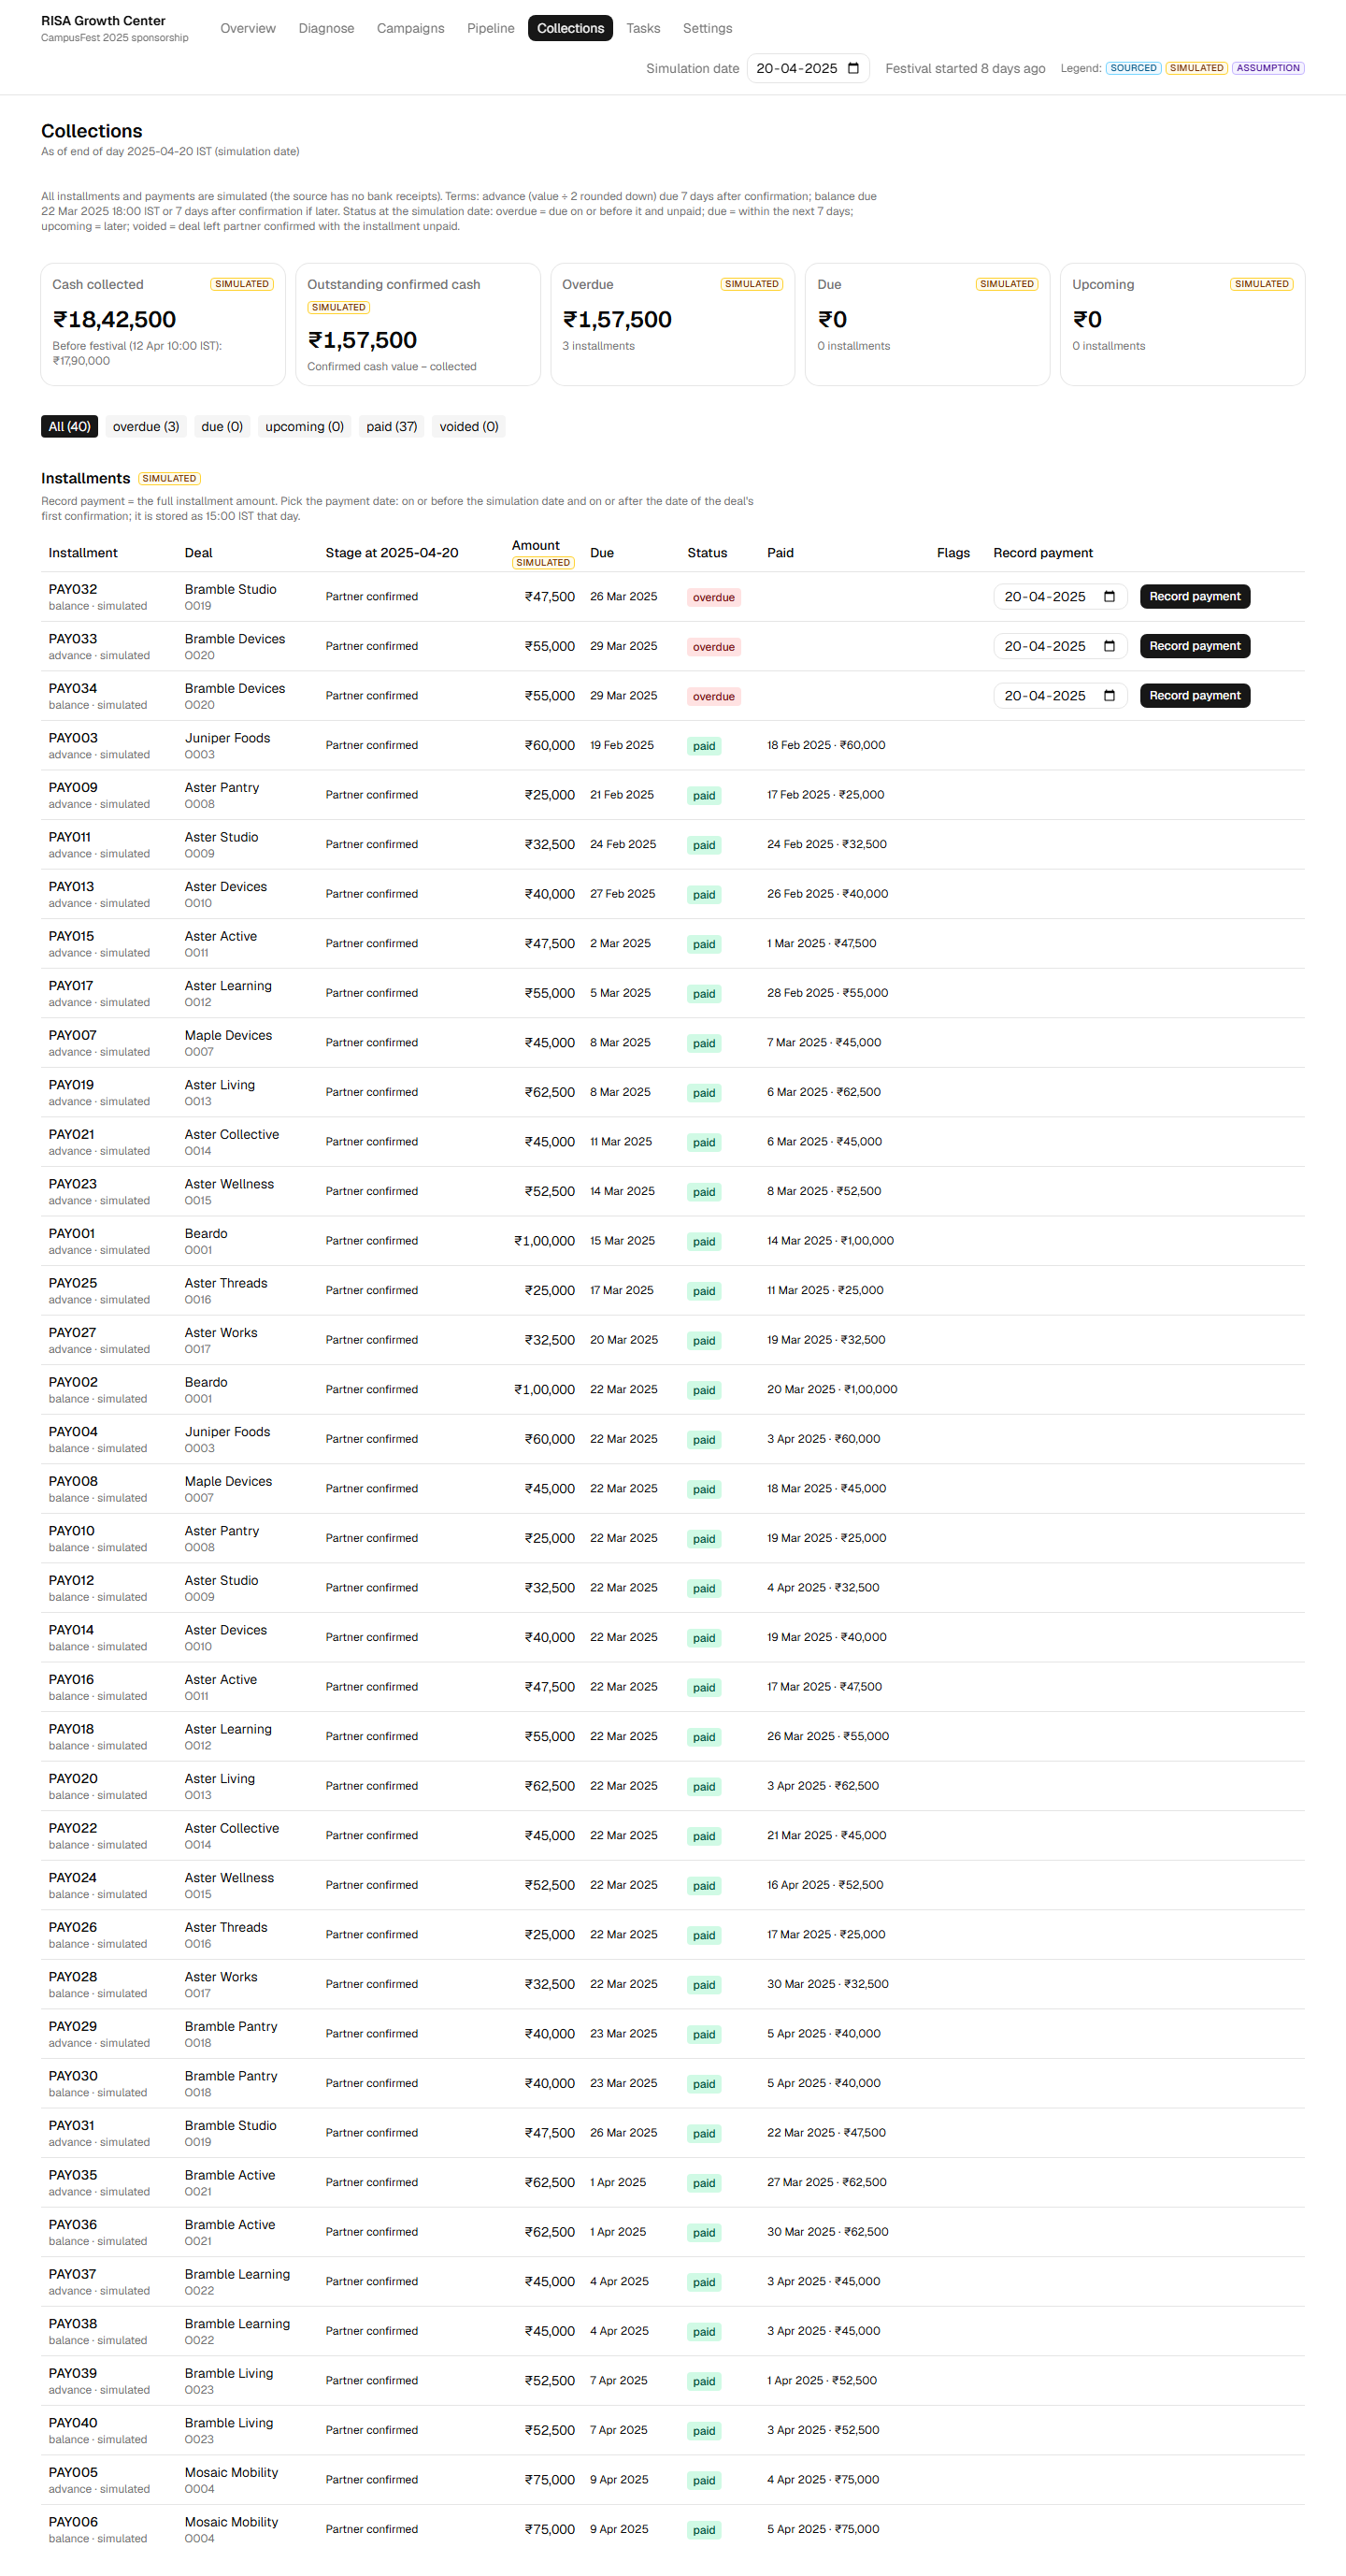 RISA Growth Center
CampusFest 2025 sponsorship
Overview Diagnose Campaigns Pipeline Collections Tasks Settings
Simulation date 20-04-2025 Festival started 8 days ago Legend: SOURCED SIMULATED ASSUMPTION
Collections
As of end of day 2025-04-20 IST (simulation date)
All installments and payments are simulated (the source has no bank receipts). Terms: advance (value ÷ 2 rounded down) due 7 days after confirmation; balance due
22 Mar 2025 18:00 IST or 7 days after confirmation if later. Status at the simulation date: overdue = due on or before it and unpaid; due = within the next 7 days;
upcoming = later; voided = deal left partner confirmed with the installment unpaid.
Cash collected SIMULATED
₹18,42,500
Before festival (12 Apr 10:00 IST):
₹17,90,000
Outstanding confirmed cash
SIMULATED
₹1,57,500
Confirmed cash value − collected
Overdue SIMULATED
₹1,57,500
3 installments
Due SIMULATED
₹0
0 installments
Upcoming SIMULATED
₹0
0 installments
All (40) overdue (3) due (0) upcoming (0) paid (37) voided (0)
Installments SIMULATED
Record payment = the full installment amount. Pick the payment date: on or before the simulation date and on or after the date of the deal's
first confirmation; it is stored as 15:00 IST that day.
Installment Deal Stage at 2025-04-20 Amount SIMULATED Due Status Paid Flags Record payment
PAY032 Bramble Studio Partner confirmed ₹47,500 26 Mar 2025 overdue 20-04-2025 Record payment
balance · simulated O019
PAY033 Bramble Devices Partner confirmed ₹55,000 29 Mar 2025 overdue 20-04-2025 Record payment
advance · simulated O020
PAY034 Bramble Devices Partner confirmed ₹55,000 29 Mar 2025 overdue 20-04-2025 Record payment
balance · simulated O020
PAY003 Juniper Foods Partner confirmed ₹60,000 19 Feb 2025 paid 18 Feb 2025 · ₹60,000
advance · simulated O003
PAY009 Aster Pantry Partner confirmed ₹25,000 21 Feb 2025 paid 17 Feb 2025 · ₹25,000
advance · simulated O008
PAY011 Aster Studio Partner confirmed ₹32,500 24 Feb 2025 paid 24 Feb 2025 · ₹32,500
advance · simulated O009
PAY013 Aster Devices Partner confirmed ₹40,000 27 Feb 2025 paid 26 Feb 2025 · ₹40,000
advance · simulated O010
PAY015 Aster Active Partner confirmed ₹47,500 2 Mar 2025 paid 1 Mar 2025 · ₹47,500
advance · simulated O011
PAY017 Aster Learning Partner confirmed ₹55,000 5 Mar 2025 paid 28 Feb 2025 · ₹55,000
advance · simulated O012
PAY007 Maple Devices Partner confirmed ₹45,000 8 Mar 2025 paid 7 Mar 2025 · ₹45,000
advance · simulated O007
PAY019 Aster Living Partner confirmed ₹62,500 8 Mar 2025 paid 6 Mar 2025 · ₹62,500
advance · simulated O013
PAY021 Aster Collective Partner confirmed ₹45,000 11 Mar 2025 paid 6 Mar 2025 · ₹45,000
advance · simulated O014
PAY023 Aster Wellness Partner confirmed ₹52,500 14 Mar 2025 paid 8 Mar 2025 · ₹52,500
advance · simulated O015
PAY001 Beardo Partner confirmed ₹1,00,000 15 Mar 2025 paid 14 Mar 2025 · ₹1,00,000
advance · simulated O001
PAY025 Aster Threads Partner confirmed ₹25,000 17 Mar 2025 paid 11 Mar 2025 · ₹25,000
advance · simulated O016
PAY027 Aster Works Partner confirmed ₹32,500 20 Mar 2025 paid 19 Mar 2025 · ₹32,500
advance · simulated O017
PAY002 Beardo Partner confirmed ₹1,00,000 22 Mar 2025 paid 20 Mar 2025 · ₹1,00,000
balance · simulated O001
PAY004 Juniper Foods Partner confirmed ₹60,000 22 Mar 2025 paid 3 Apr 2025 · ₹60,000
balance · simulated O003
PAY008 Maple Devices Partner confirmed ₹45,000 22 Mar 2025 paid 18 Mar 2025 · ₹45,000
balance · simulated O007
PAY010 Aster Pantry Partner confirmed ₹25,000 22 Mar 2025 paid 19 Mar 2025 · ₹25,000
balance · simulated O008
PAY012 Aster Studio Partner confirmed ₹32,500 22 Mar 2025 paid 4 Apr 2025 · ₹32,500
balance · simulated O009
PAY014 Aster Devices Partner confirmed ₹40,000 22 Mar 2025 paid 19 Mar 2025 · ₹40,000
balance · simulated O010
PAY016 Aster Active Partner confirmed ₹47,500 22 Mar 2025 paid 17 Mar 2025 · ₹47,500
balance · simulated O011
PAY018 Aster Learning Partner confirmed ₹55,000 22 Mar 2025 paid 26 Mar 2025 · ₹55,000
balance · simulated O012
PAY020 Aster Living Partner confirmed ₹62,500 22 Mar 2025 paid 3 Apr 2025 · ₹62,500
balance · simulated O013
PAY022 Aster Collective Partner confirmed ₹45,000 22 Mar 2025 paid 21 Mar 2025 · ₹45,000
balance · simulated O014
PAY024 Aster Wellness Partner confirmed ₹52,500 22 Mar 2025 paid 16 Apr 2025 · ₹52,500
balance · simulated O015
PAY026 Aster Threads Partner confirmed ₹25,000 22 Mar 2025 paid 17 Mar 2025 · ₹25,000
balance · simulated O016
PAY028 Aster Works Partner confirmed ₹32,500 22 Mar 2025 paid 30 Mar 2025 · ₹32,500
balance · simulated O017
PAY029 Bramble Pantry Partner confirmed ₹40,000 23 Mar 2025 paid 5 Apr 2025 · ₹40,000
advance · simulated O018
PAY030 Bramble Pantry Partner confirmed ₹40,000 23 Mar 2025 paid 5 Apr 2025 · ₹40,000
balance · simulated O018
PAY031 Bramble Studio Partner confirmed ₹47,500 26 Mar 2025 paid 22 Mar 2025 · ₹47,500
advance · simulated O019
PAY035 Bramble Active Partner confirmed ₹62,500 1 Apr 2025 paid 27 Mar 2025 · ₹62,500
advance · simulated O021
PAY036 Bramble Active Partner confirmed ₹62,500 1 Apr 2025 paid 30 Mar 2025 · ₹62,500
balance · simulated O021
PAY037 Bramble Learning Partner confirmed ₹45,000 4 Apr 2025 paid 3 Apr 2025 · ₹45,000
advance · simulated O022
PAY038 Bramble Learning Partner confirmed ₹45,000 4 Apr 2025 paid 3 Apr 2025 · ₹45,000
balance · simulated O022
PAY039 Bramble Living Partner confirmed ₹52,500 7 Apr 2025 paid 1 Apr 2025 · ₹52,500
advance · simulated O023
PAY040 Bramble Living Partner confirmed ₹52,500 7 Apr 2025 paid 3 Apr 2025 · ₹52,500
balance · simulated O023
PAY005 Mosaic Mobility Partner confirmed ₹75,000 9 Apr 2025 paid 4 Apr 2025 · ₹75,000
advance · simulated O004
PAY006 Mosaic Mobility Partner confirmed ₹75,000 9 Apr 2025 paid 5 Apr 2025 · ₹75,000
balance · simulated O004